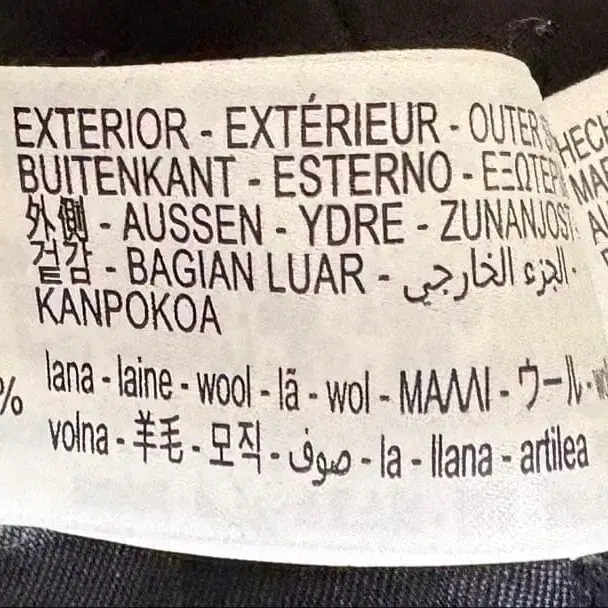 EXTERIOR - EXTÉRIEUR - OUTER
BUITENKANT - ESTERNO -
外側 - AUSSEN - YDRE - ZUNANJOST
겉감 - BAGIAN LUAR - الجزء الخارجي -
KANPOKOA
% lana - laine - wool - lã - wol - ΜΑΛΛΙ - ウール -
volna - 羊毛 - 모직 - صوف - la - llana - artilea